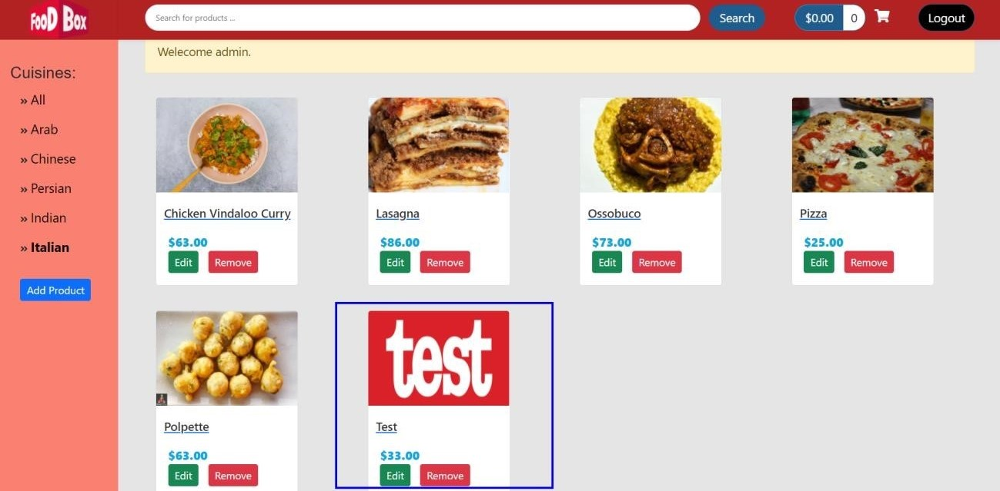 FooD Box
Search for products ...
Search
$0.00 0
Logout
Welecome admin.
Cuisines:
» All
» Arab
» Chinese
» Persian
» Indian
» Italian
Add Product
Chicken Vindaloo Curry
$63.00
Edit Remove
Lasagna
$86.00
Edit Remove
Ossobuco
$73.00
Edit Remove
Pizza
$25.00
Edit Remove
Polpette
$63.00
Edit Remove
test
Test
$33.00
Edit Remove